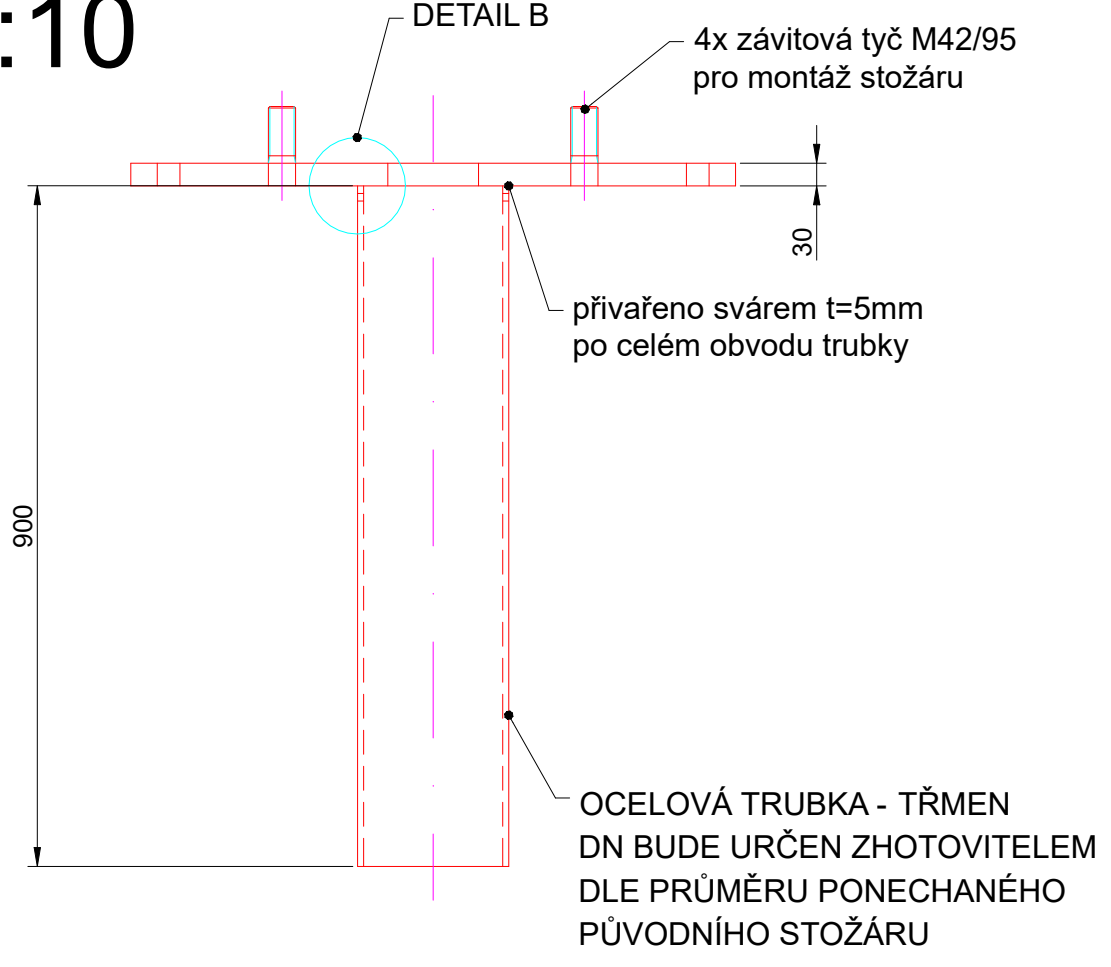 :10
DETAIL B
4x závitová tyč M42/95
pro montáž stožáru
30
přivařeno svárem t=5mm
po celém obvodu trubky
900
OCELOVÁ TRUBKA - TŘMEN
DN BUDE URČEN ZHOTOVITELEM
DLE PRŮMĚRU PONECHANÉHO
PŮVODNÍHO STOŽÁRU